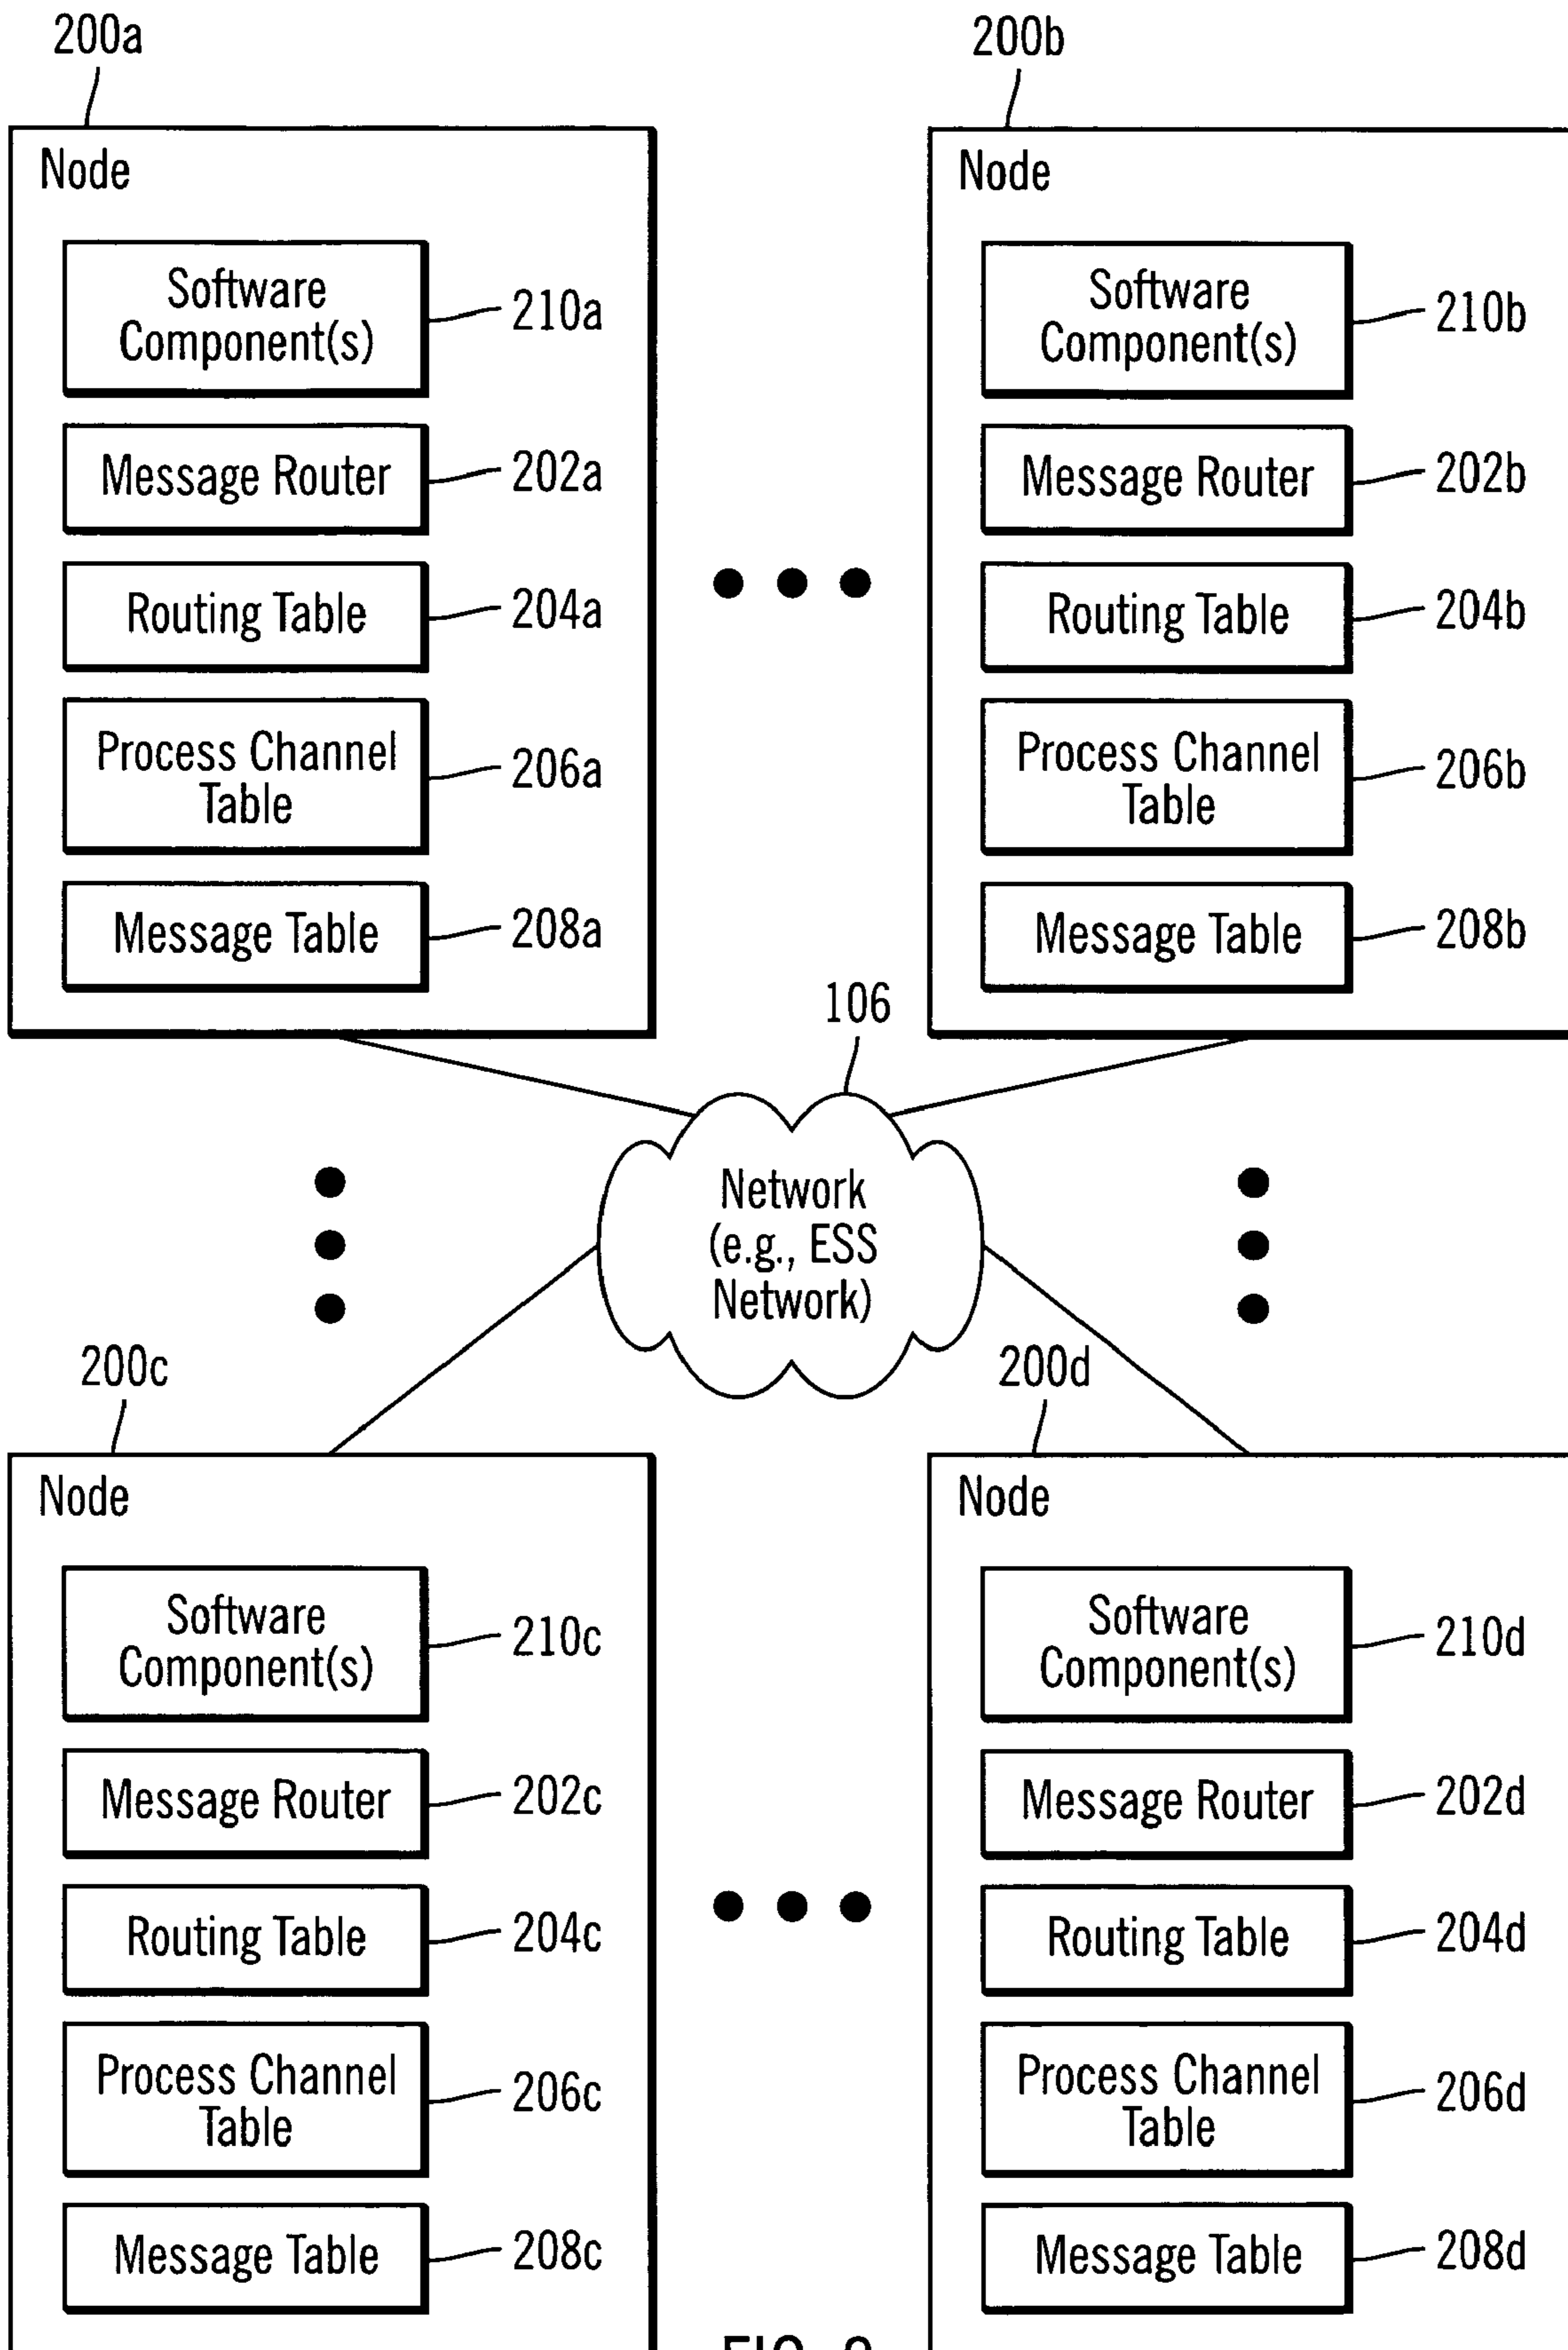 200a
Node
Software
Component(s)
210a
Message Router
202a
Routing Table
204a
Process Channel
Table
206a
Message Table
208a
200b
Node
Software
Component(s)
210b
Message Router
202b
Routing Table
204b
Process Channel
Table
206b
Message Table
208b
106
Network
(e.g., ESS
Network)
200c
Node
Software
Component(s)
210c
Message Router
202c
Routing Table
204c
Process Channel
Table
206c
Message Table
208c
200d
Node
Software
Component(s)
210d
Message Router
202d
Routing Table
204d
Process Channel
Table
206d
Message Table
208d
FIG.